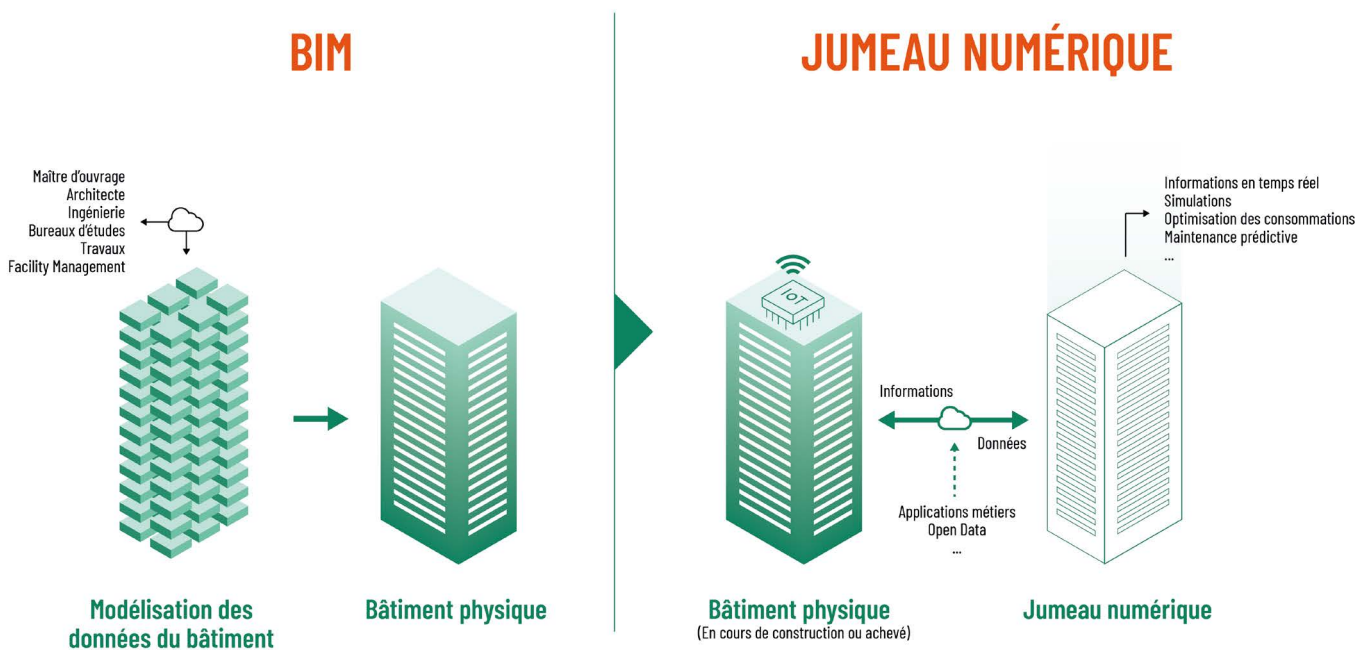 BIM
Maître d'ouvrage
Architecte
Ingénierie
Bureaux d'études
Travaux
Facility Management
Modélisation des
données du bâtiment
Bâtiment physique
JUMEAU NUMÉRIQUE
IoT
Informations
Données
Applications métiers
Open Data
...
Informations en temps réel
Simulations
Optimisation des consommations
Maintenance prédictive
...
Bâtiment physique
(En cours de construction ou achevé)
Jumeau numérique